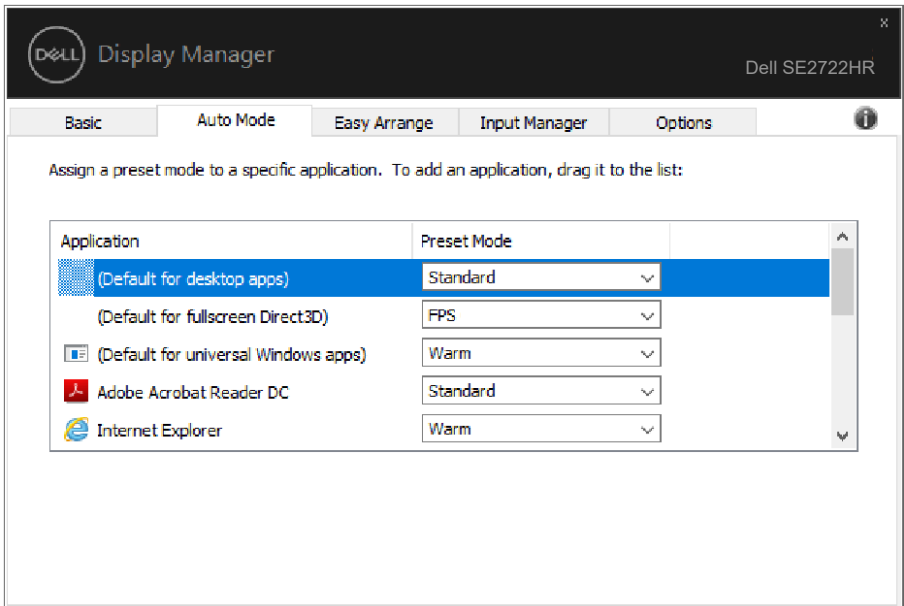 x
DELL Display Manager
Dell SE2722HR
Basic Auto Mode Easy Arrange Input Manager Options
Assign a preset mode to a specific application. To add an application, drag it to the list:
Application Preset Mode
(Default for desktop apps) Standard
(Default for fullscreen Direct3D) FPS
(Default for universal Windows apps) Warm
Adobe Acrobat Reader DC Standard
Internet Explorer Warm